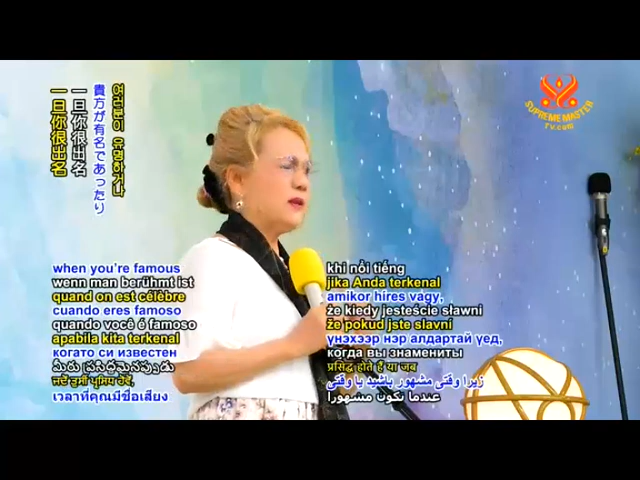 여러분이 유명하거나
貴方が有名であったり
一旦你很出名
一旦你很出名
SUPREME MASTER
TV.com
when you're famous
wenn man berühmt ist
quand on est célèbre
cuando eres famoso
quando você é famoso
apabila kita terkenal
когато си известен
మీరు ప్రసిద్ధమైనప్పుడు
ਜਦੋਂ ਤੁਸੀਂ ਪ੍ਰਸਿੱਧ ਹੋਵੋਂ,
เวลาที่คุณมีชื่อเสียง
khi nổi tiếng
jika Anda terkenal
amikor híres vagy,
że kiedy jesteście sławni
že pokud jste slavní
үнэхээр нэр алдартай үед,
когда вы знамениты
प्रसिद्ध होते हैं या जब
زیرا وقتی مشهور باشید یا وقتی
عندما تكون مشهورا